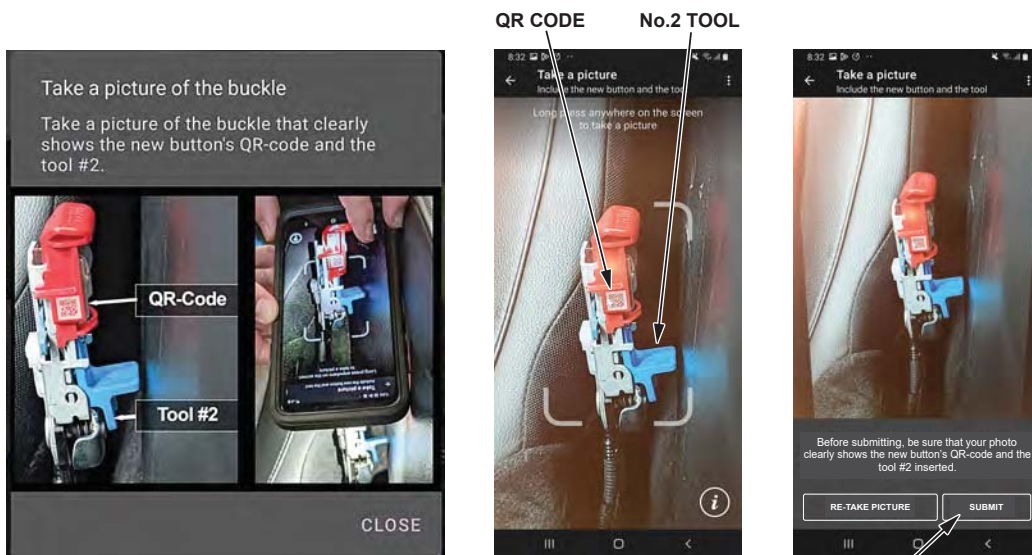 QR CODE
No.2 TOOL
Take a picture of the buckle
Take a picture of the buckle that clearly
shows the new button's QR-code and the
tool #2.
QR-Code
Tool #2
CLOSE
8:32
Take a picture
Include the new button and the tool
Long press anywhere on the screen
to take a picture
i
8:32
Take a picture
Include the new button and the tool
Before submitting, be sure that your photo
clearly shows the new button's QR-code and the
tool #2 inserted.
RE-TAKE PICTURE
SUBMIT